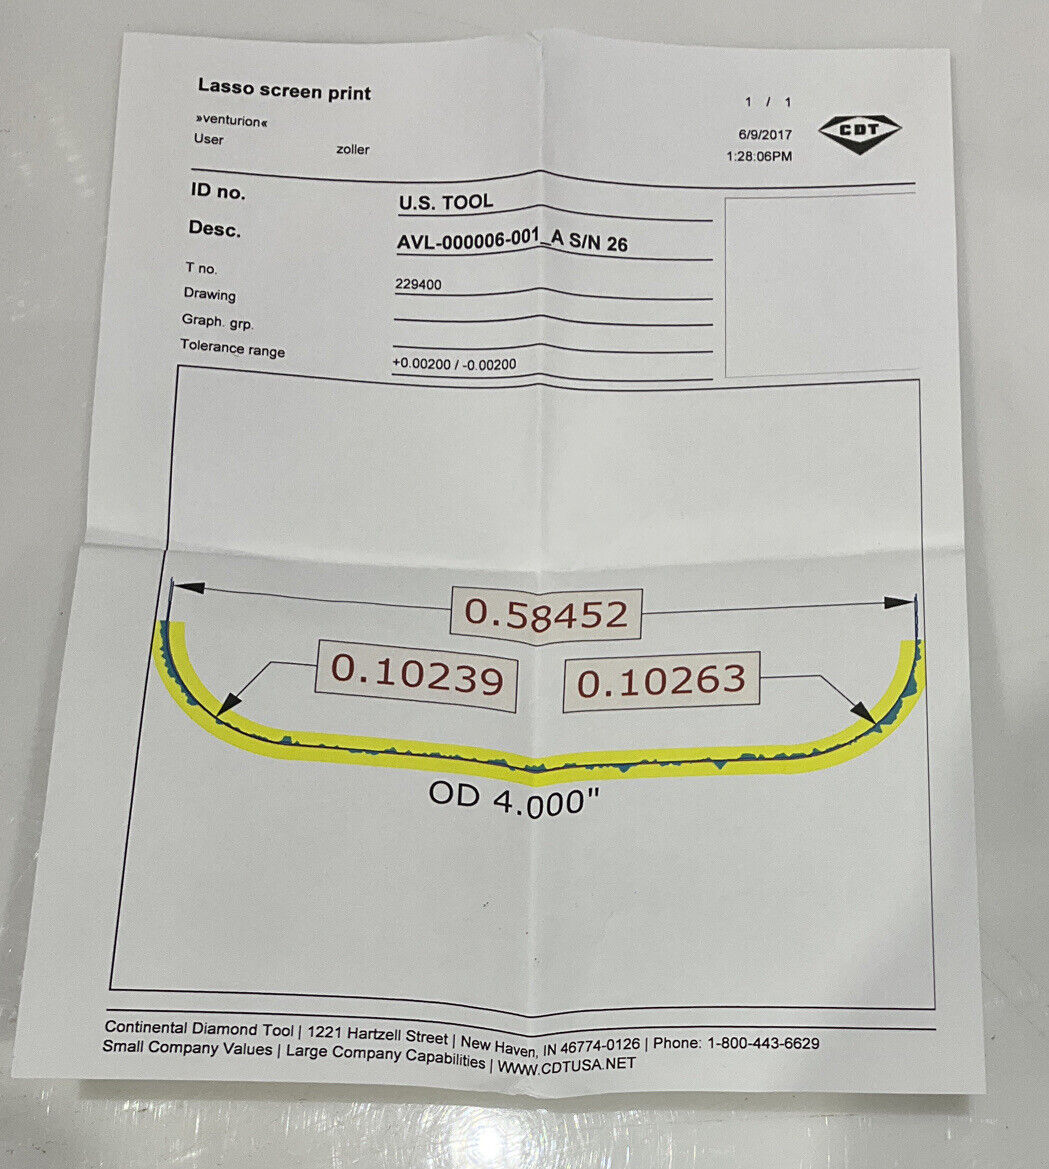 Lasso screen print
»venturion«
User zoller
1 / 1
6/9/2017
1:28:06PM
CDT
ID no. U.S. TOOL
Desc. AVL-000006-001_A S/N 26
T no. 229400
Drawing
Graph. grp.
Tolerance range +0.00200 / -0.00200
0.58452
0.10239 0.10263
OD 4.000"
Continental Diamond Tool | 1221 Hartzell Street | New Haven, IN 46774-0126 | Phone: 1-800-443-6629
Small Company Values | Large Company Capabilities | WWW.CDTUSA.NET